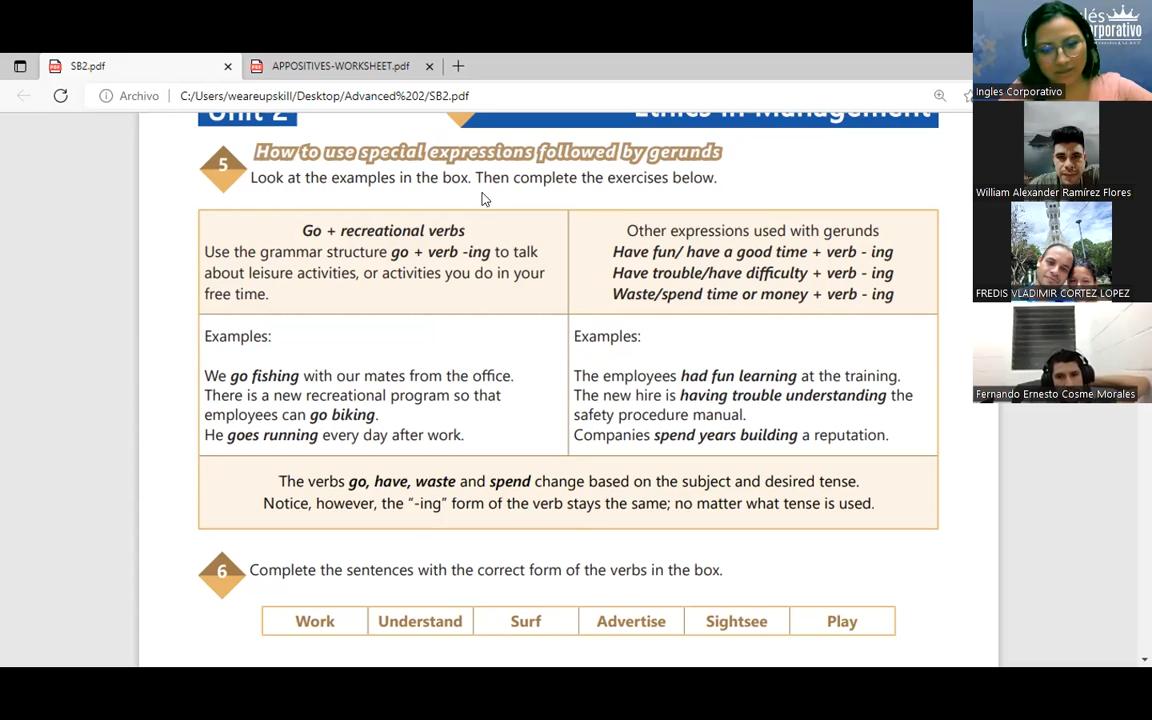 SB2.pdf
APPOSITIVES-WORKSHEET.pdf
Archivo
C:/Users/weareupskill/Desktop/Advanced%202/SB2.pdf
Unit 2
Ethics in Management
5
How to use special expressions followed by gerunds
Look at the examples in the box. Then complete the exercises below.
Go + recreational verbs
Use the grammar structure go + verb -ing to talk
about leisure activities, or activities you do in your
free time.
Other expressions used with gerunds
Have fun/ have a good time + verb - ing
Have trouble/have difficulty + verb - ing
Waste/spend time or money + verb - ing
Examples:
We go fishing with our mates from the office.
There is a new recreational program so that
employees can go biking.
He goes running every day after work.
Examples:
The employees had fun learning at the training.
The new hire is having trouble understanding the
safety procedure manual.
Companies spend years building a reputation.
The verbs go, have, waste and spend change based on the subject and desired tense.
Notice, however, the “-ing” form of the verb stays the same; no matter what tense is used.
6
Complete the sentences with the correct form of the verbs in the box.
Work
Understand
Surf
Advertise
Sightsee
Play
Corporativo
Ingles Corporativo
William Alexander Ramírez Flores
FREDIS VLADIMIR CORTEZ LOPEZ
Fernando Ernesto Cosme Morales